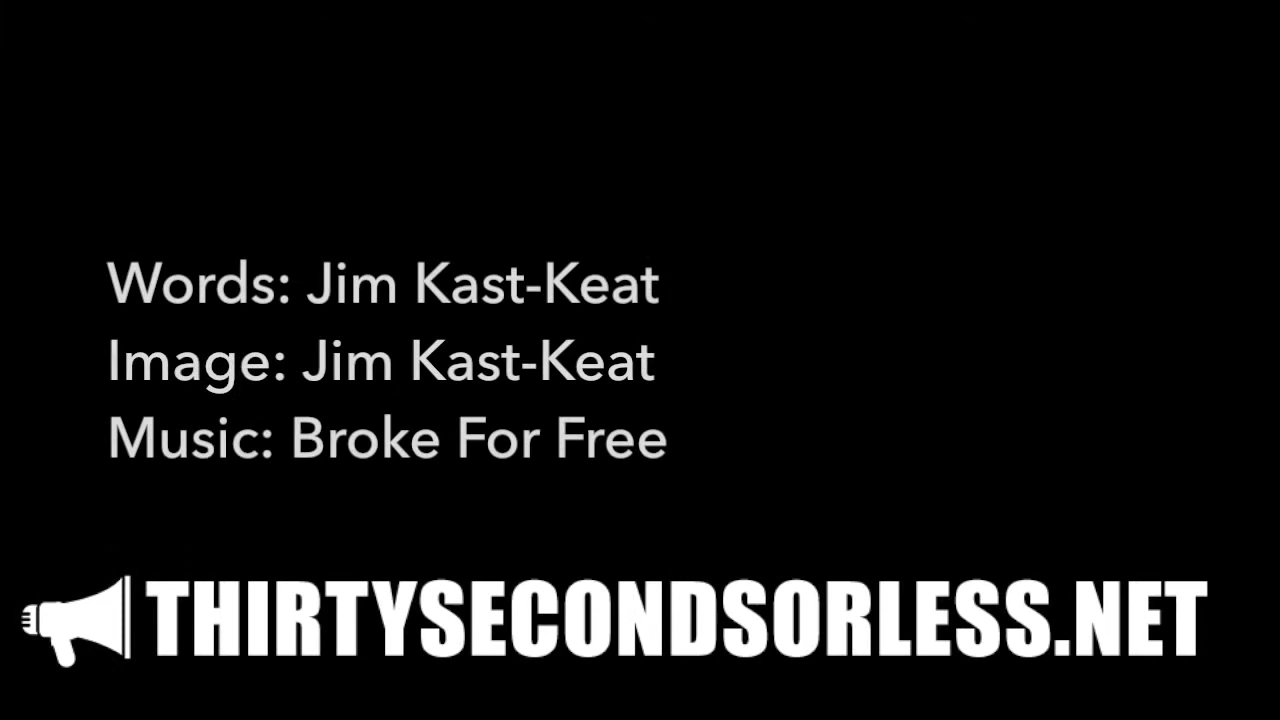 Words: Jim Kast-Keat
Image: Jim Kast-Keat
Music: Broke For Free
THIRTYSECONDSORLESS.NET